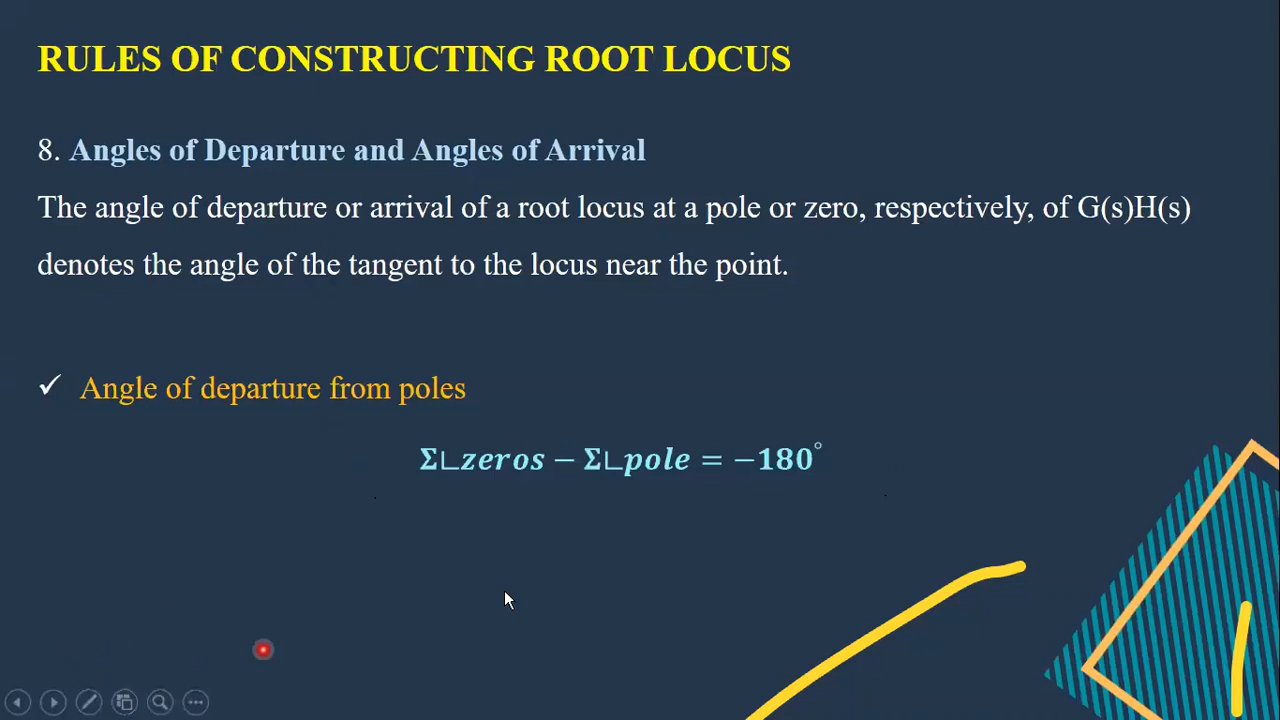 RULES OF CONSTRUCTING ROOT LOCUS
8. Angles of Departure and Angles of Arrival
The angle of departure or arrival of a root locus at a pole or zero, respectively, of G(s)H(s)
denotes the angle of the tangent to the locus near the point.
✓ Angle of departure from poles
Σ∟zeros − Σ∟pole = −180°